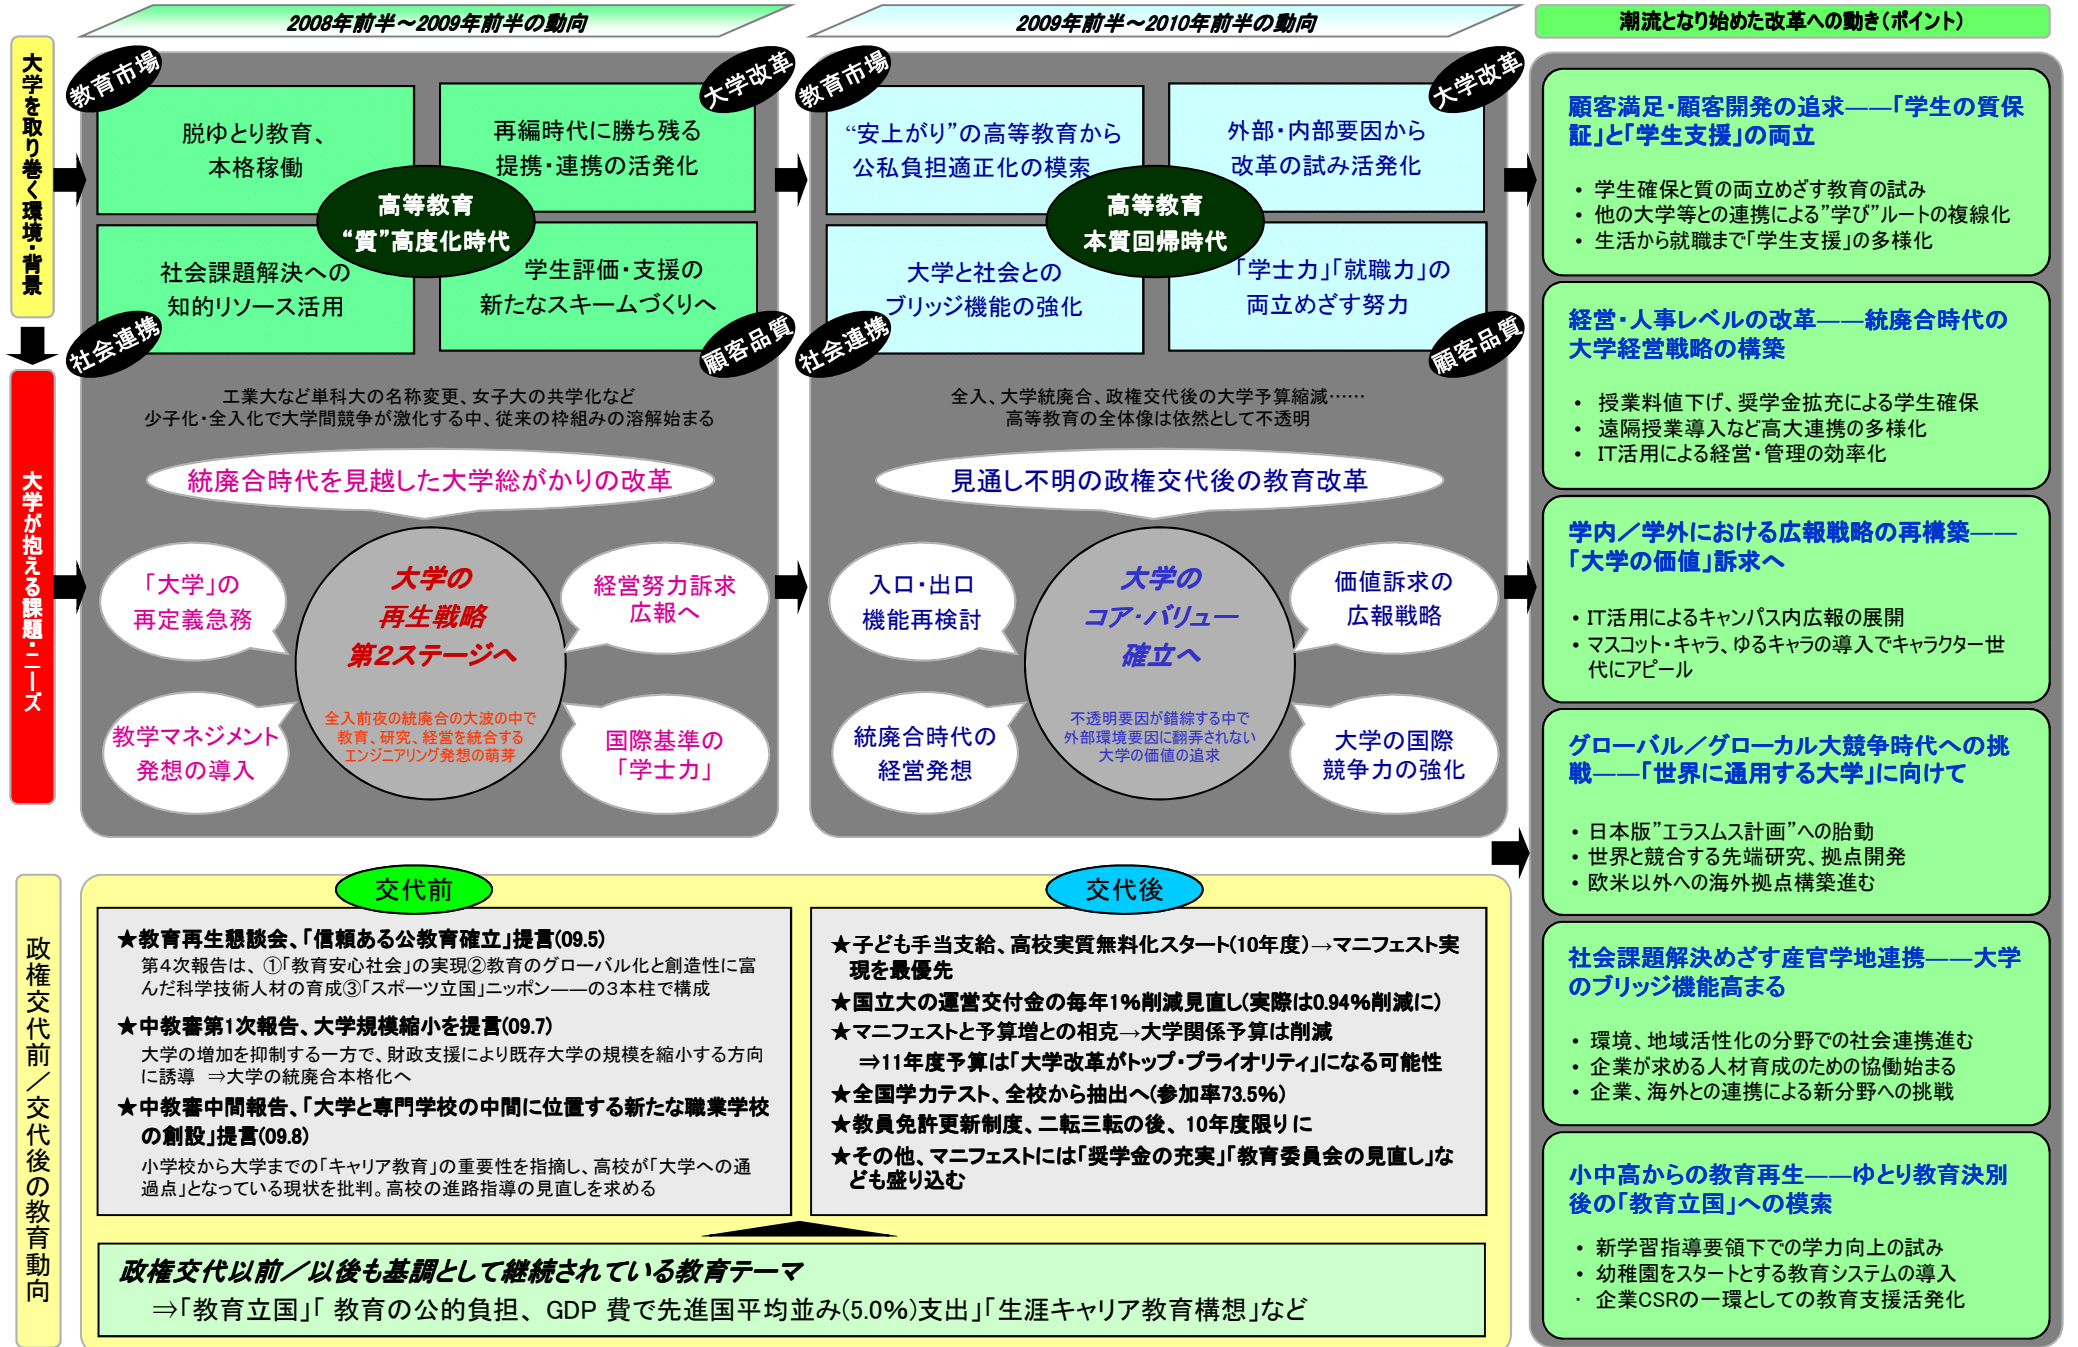 2008年前半～2009年前半の動向
2009年前半～2010年前半の動向
潮流となり始めた改革への動き（ポイント）
大学を取り巻く環境・背景
教育市場
大学改革
脱ゆとり教育、
本格稼働
再編時代に勝ち残る
提携・連携の活発化
高等教育
“質”高度化時代
社会課題解決への
知的リソース活用
学生評価・支援の
新たなスキームづくりへ
社会連携
顧客品質
教育市場
大学改革
“安上がり”の高等教育から
公私負担適正化の模索
外部・内部要因から
改革の試み活発化
高等教育
本質回帰時代
大学と社会との
ブリッジ機能の強化
「学士力」「就職力」の
両立めざす努力
社会連携
顧客品質
大学が抱える課題・ニーズ
工業大など単科大の名称変更、女子大の共学化など
少子化・全入化で大学間競争が激化する中、従来の枠組みの溶解始まる
統廃合時代を見越した大学総がかりの改革
「大学」の
再定義急務
経営努力訴求
広報へ
大学の
再生戦略
第２ステージへ
全入前夜の統廃合の大波の中で
教育、研究、経営を統合する
エンジニアリング発想の萌芽
教学マネジメント
発想の導入
国際基準の
「学士力」
全入、大学統廃合、政権交代後の大学予算縮減……
高等教育の全体像は依然として不透明
見通し不明の政権交代後の教育改革
入口・出口
機能再検討
価値訴求の
広報戦略
大学の
コア・バリュー
確立へ
不透明要因が錯綜する中で
外部環境要因に翻弄されない
大学の価値の追求
統廃合時代の
経営発想
大学の国際
競争力の強化
政権交代前／交代後の教育動向
交代前
★教育再生懇談会、「信頼ある公教育確立」提言(09.5)
第４次報告は、①「教育安心社会」の実現②教育のグローバル化と創造性に富
んだ科学技術人材の育成③「スポーツ立国」ニッポン――の３本柱で構成
★中教審第1次報告、大学規模縮小を提言(09.7)
大学の増加を抑制する一方で、財政支援により既存大学の規模を縮小する方向
に誘導 ⇒大学の統廃合本格化へ
★中教審中間報告、「大学と専門学校の中間に位置する新たな職業学校
の創設」提言(09.8)
小学校から大学までの「キャリア教育」の重要性を指摘し、高校が「大学への通
過点」となっている現状を批判。高校の進路指導の見直しを求める
交代後
★子ども手当支給、高校実質無料化スタート(10年度)→マニフェスト実
現を最優先
★国立大の運営交付金の毎年1%削減見直し(実際は0.94%削減に)
★マニフェストと予算増との相克→大学関係予算は削減
⇒11年度予算は「大学改革がトップ・プライオリティ」になる可能性
★全国学力テスト、全校から抽出へ(参加率73.5%)
★教員免許更新制度、二転三転の後、10年度限りに
★その他、マニフェストには「奨学金の充実」「教育委員会の見直し」な
ども盛り込む
政権交代以前／以後も基調として継続されている教育テーマ
⇒「教育立国」「 教育の公的負担、GDP 費で先進国平均並み(5.0%)支出」「生涯キャリア教育構想」など
顧客満足・顧客開発の追求――「学生の質保
証」と「学生支援」の両立
• 学生確保と質の両立めざす教育の試み
• 他の大学等との連携による”学び”ルートの複線化
• 生活から就職まで「学生支援」の多様化
経営・人事レベルの改革――統廃合時代の
大学経営戦略の構築
• 授業料値下げ、奨学金拡充による学生確保
• 遠隔授業導入など高大連携の多様化
• IT活用による経営・管理の効率化
学内／学外における広報戦略の再構築――
「大学の価値」訴求へ
• IT活用によるキャンパス内広報の展開
• マスコット・キャラ、ゆるキャラの導入でキャラクター世
代にアピール
グローバル／グローカル大競争時代への挑
戦――「世界に通用する大学」に向けて
• 日本版”エラスムス計画”への胎動
• 世界と競合する先端研究、拠点開発
• 欧米以外への海外拠点構築進む
社会課題解決めざす産官学地連携――大学
のブリッジ機能高まる
• 環境、地域活性化の分野での社会連携進む
• 企業が求める人材育成のための協働始まる
• 企業、海外との連携による新分野への挑戦
小中高からの教育再生――ゆとり教育決別
後の「教育立国」への模索
• 新学習指導要領下での学力向上の試み
• 幼稚園をスタートとする教育システムの導入
· 企業CSRの一環としての教育支援活発化